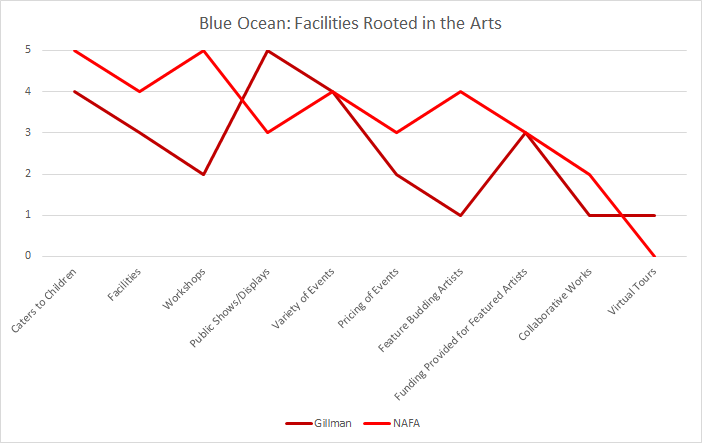 Blue Ocean: Facilities Rooted in the Arts
5
4
3
2
1
0
Caters to Children
Facilities
Workshops
Public Shows/Displays
Variety of Events
Pricing of Events
Feature Budding Artists
Funding Provided for Featured Artists
Collaborative Works
Virtual Tours
Gillman
NAFA